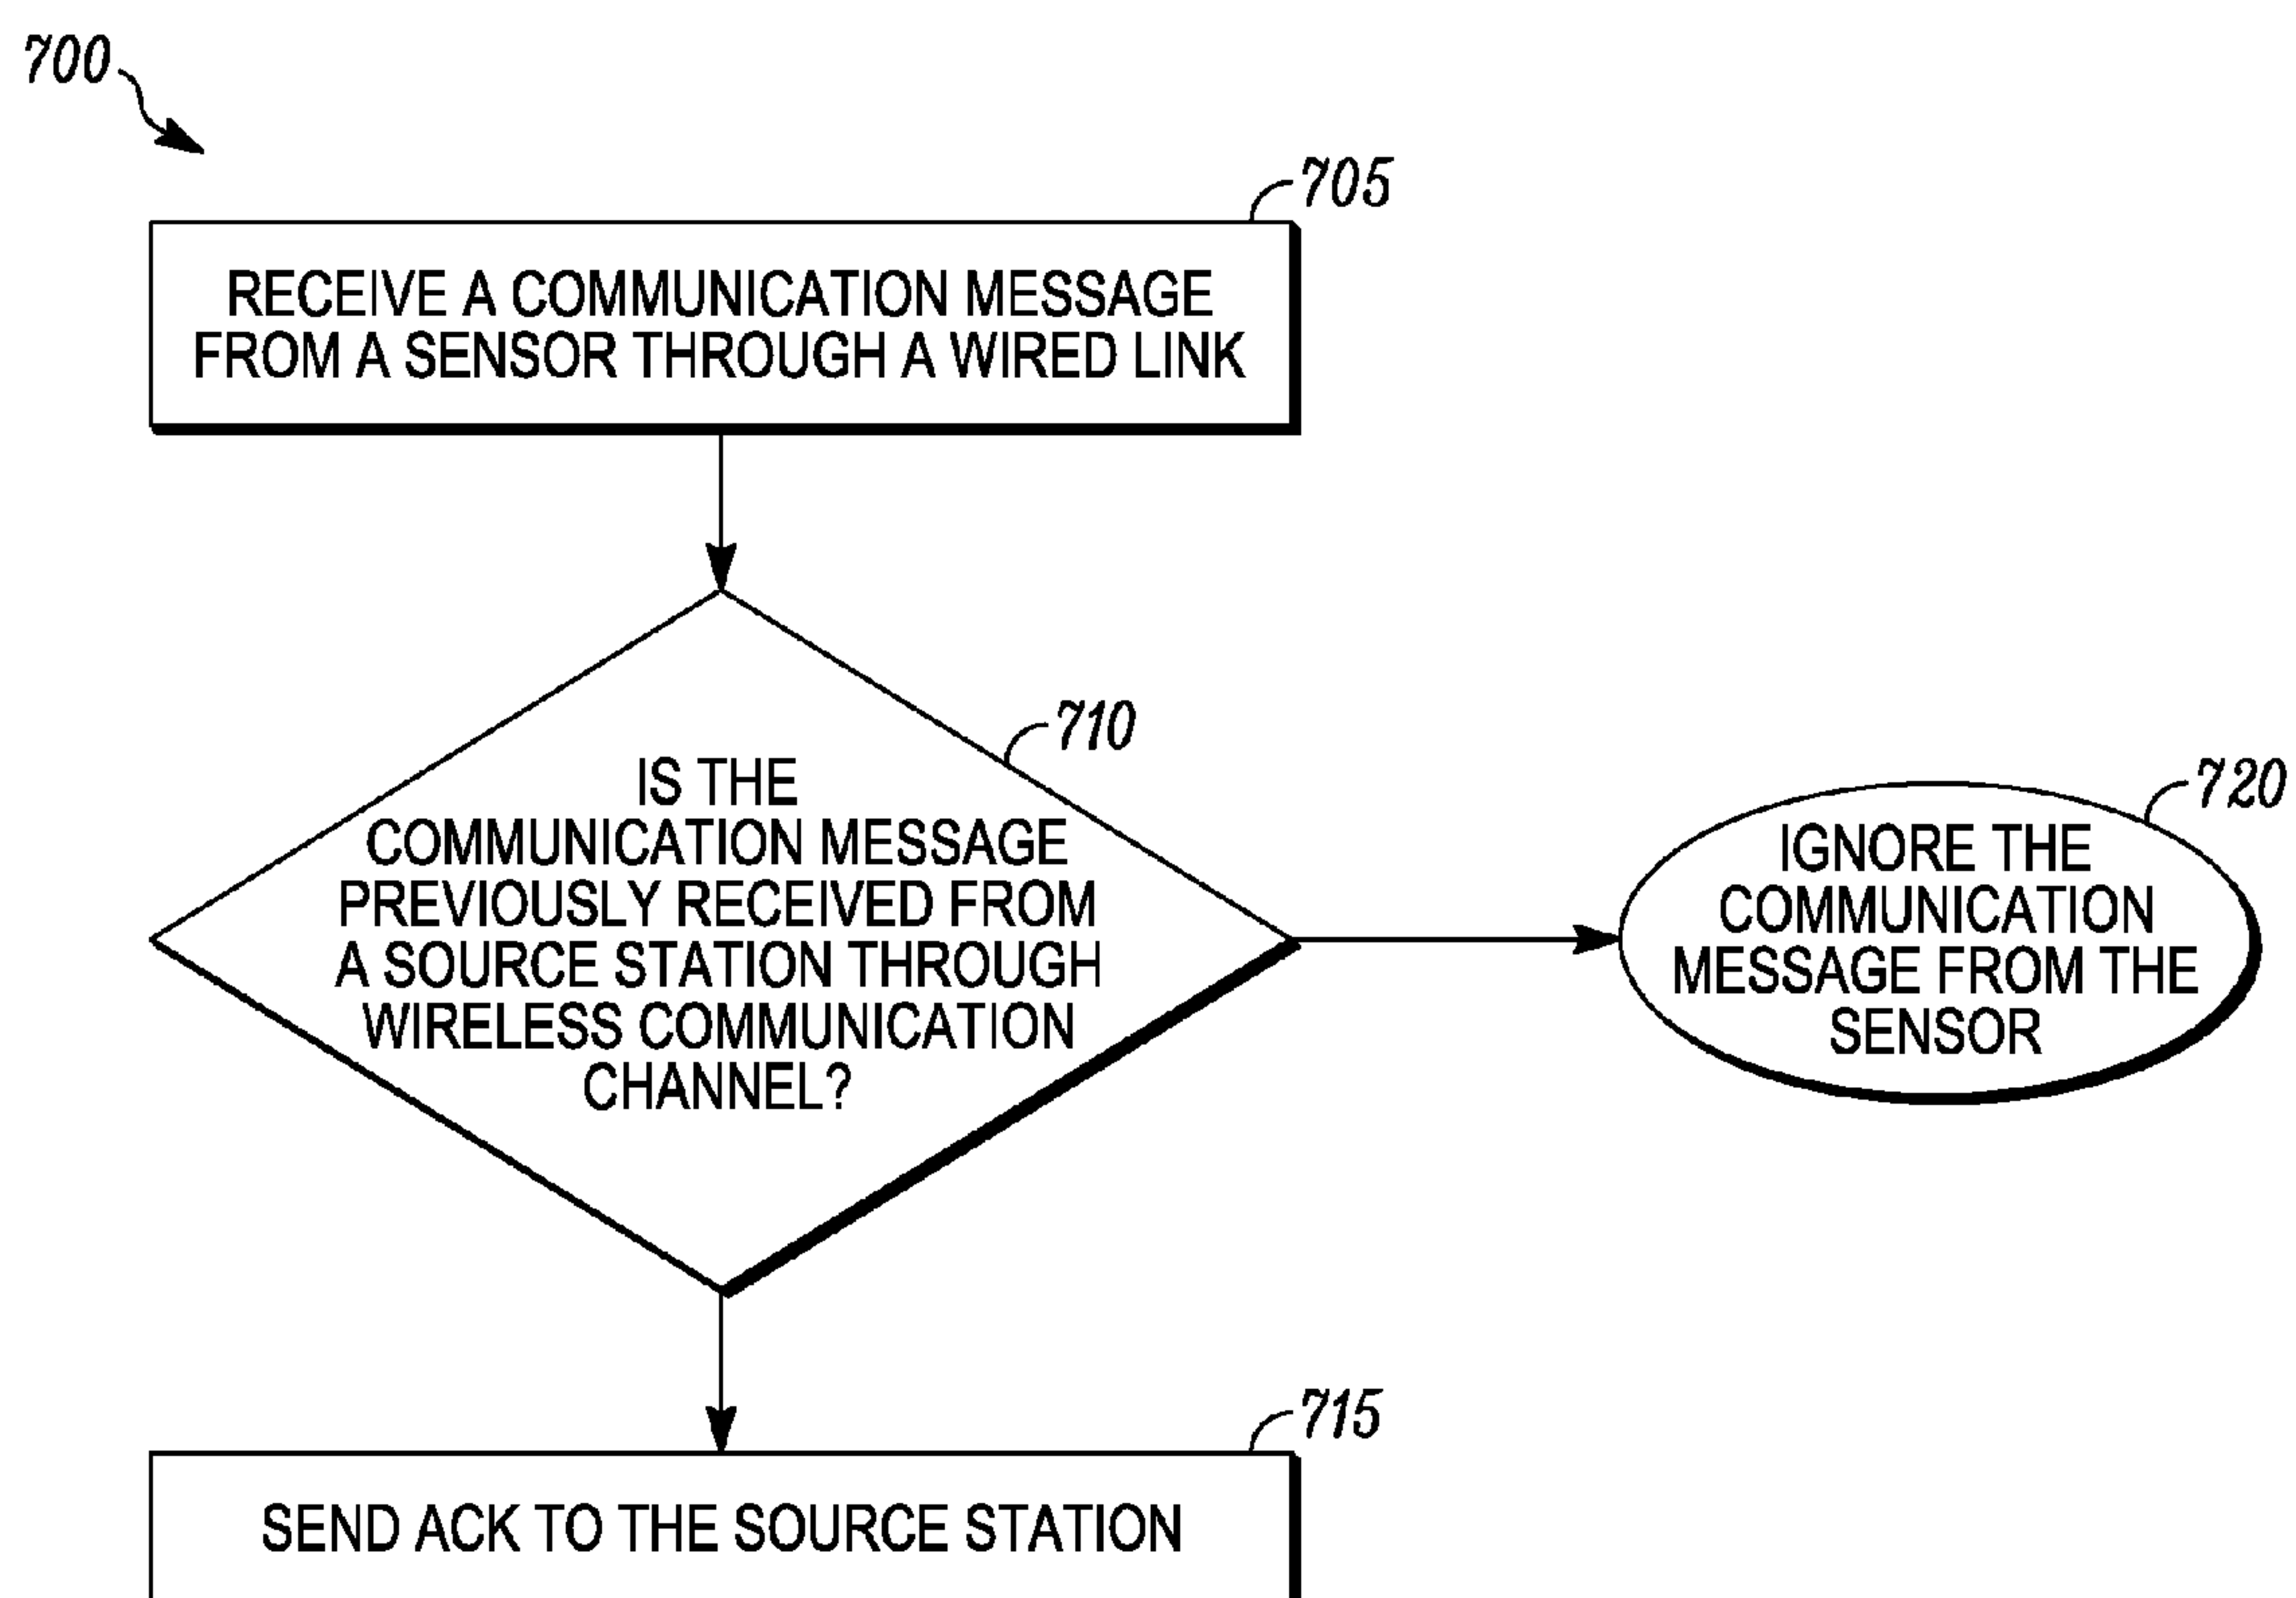 700
705
RECEIVE A COMMUNICATION MESSAGE
FROM A SENSOR THROUGH A WIRED LINK
710
IS THE
COMMUNICATION MESSAGE
PREVIOUSLY RECEIVED FROM
A SOURCE STATION THROUGH
WIRELESS COMMUNICATION
CHANNEL?
720
IGNORE THE
COMMUNICATION
MESSAGE FROM THE
SENSOR
715
SEND ACK TO THE SOURCE STATION